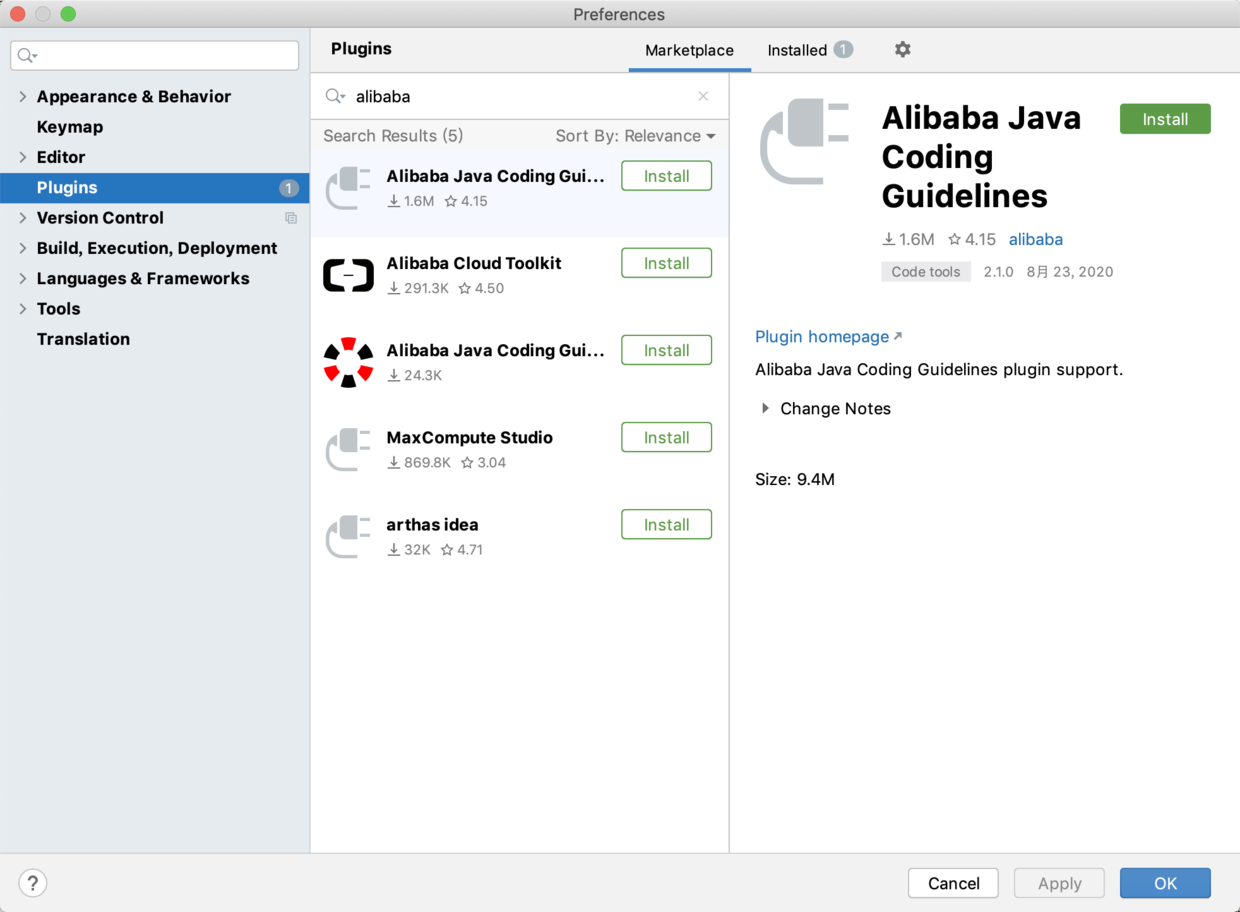 Preferences
Appearance & Behavior
Keymap
Editor
Plugins 1
Version Control
Build, Execution, Deployment
Languages & Frameworks
Tools
Translation
Plugins
Marketplace
Installed 1
alibaba
Search Results (5)
Sort By: Relevance
Alibaba Java Coding Gui...
1.6M 4.15
Install
Alibaba Cloud Toolkit
291.3K 4.50
Install
Alibaba Java Coding Gui...
24.3K
Install
MaxCompute Studio
869.8K 3.04
Install
arthas idea
32K 4.71
Install
Alibaba Java
Coding
Guidelines
Install
1.6M 4.15 alibaba
Code tools 2.1.0 8月 23, 2020
Plugin homepage
Alibaba Java Coding Guidelines plugin support.
Change Notes
Size: 9.4M
?
Cancel
Apply
OK